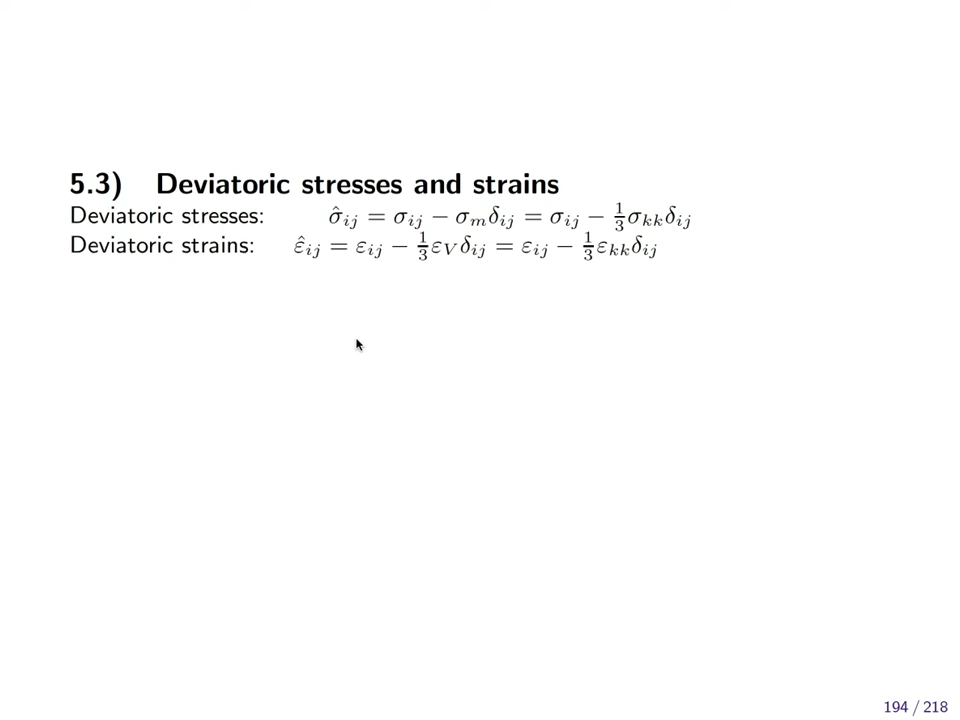 5.3) Deviatoric stresses and strains
Deviatoric stresses: σ̂ᵢⱼ = σᵢⱼ − σₘδᵢⱼ = σᵢⱼ − ⅓σₖₖδᵢⱼ
Deviatoric strains: ε̂ᵢⱼ = εᵢⱼ − ⅓ε_Vδᵢⱼ = εᵢⱼ − ⅓εₖₖδᵢⱼ
194 / 218